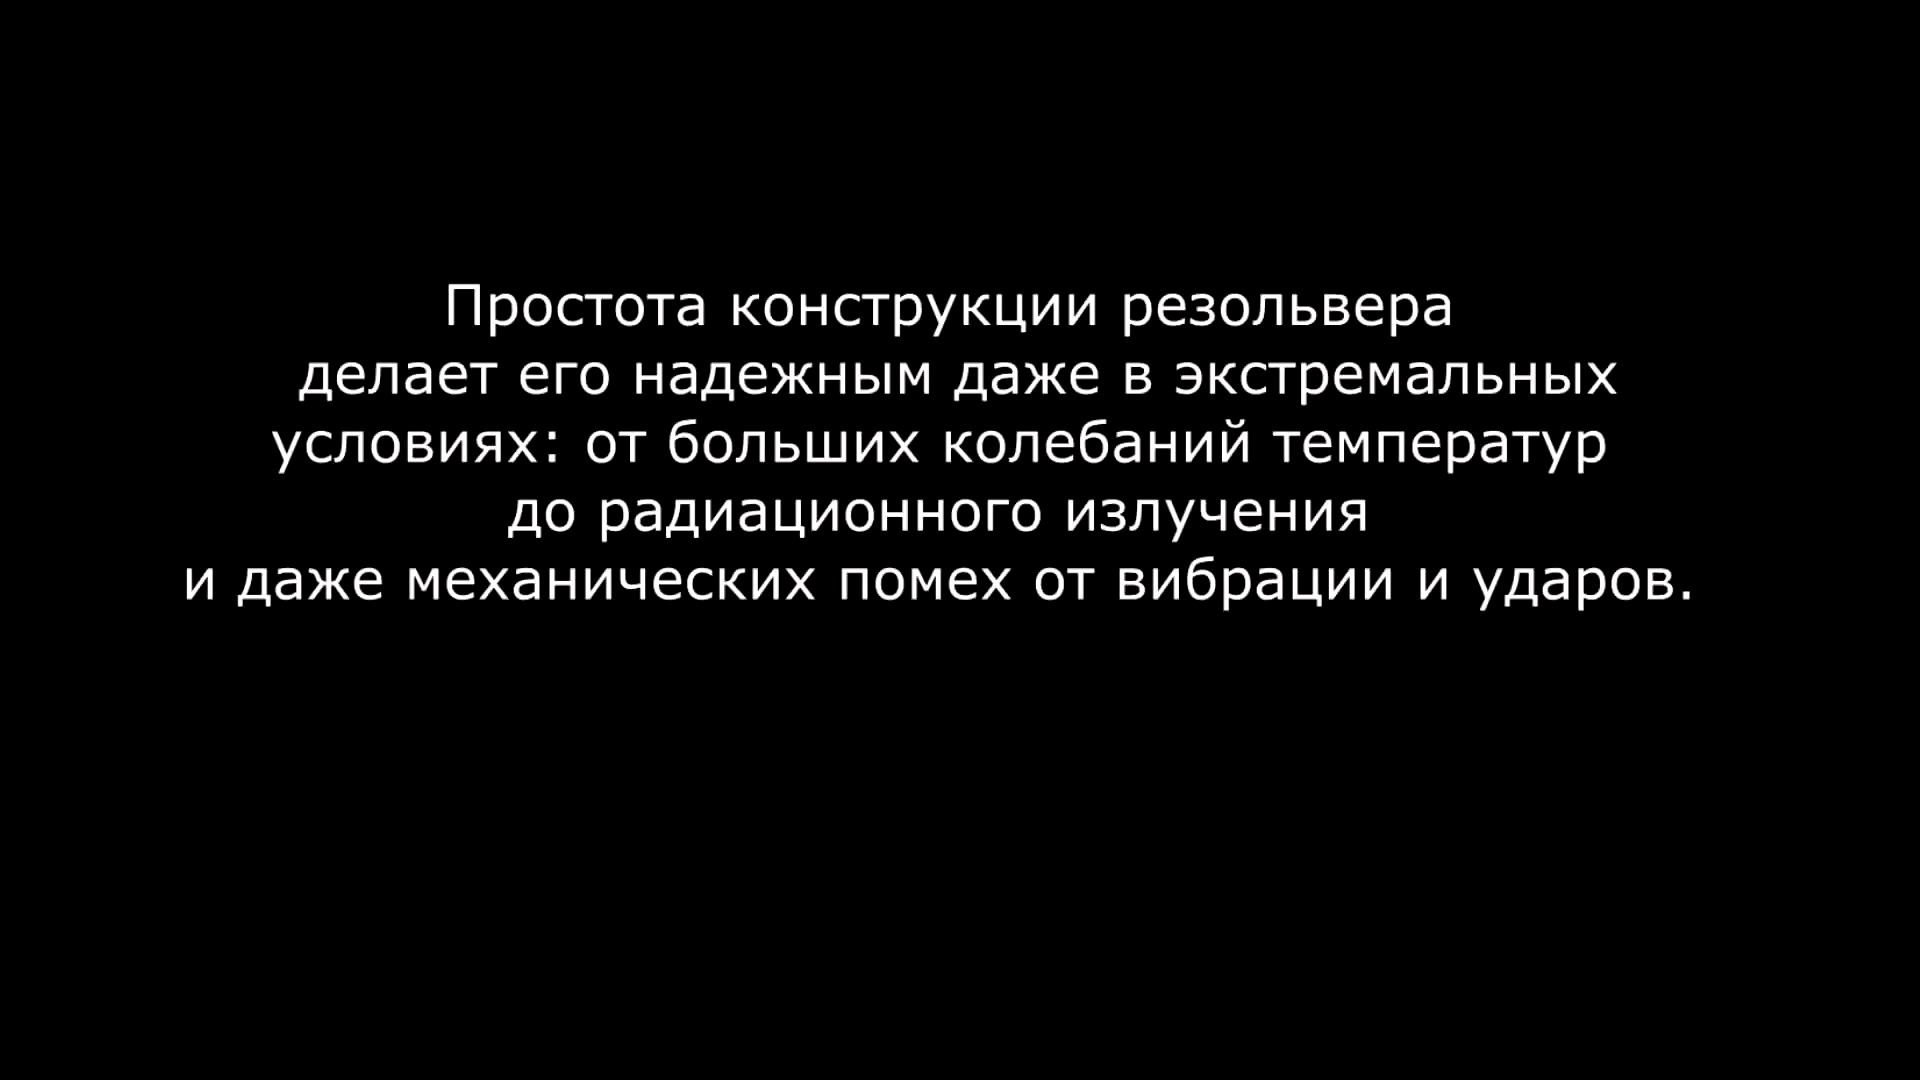 Простота конструкции резольвера
делает его надежным даже в экстремальных
условиях: от больших колебаний температур
до радиационного излучения
и даже механических помех от вибрации и ударов.